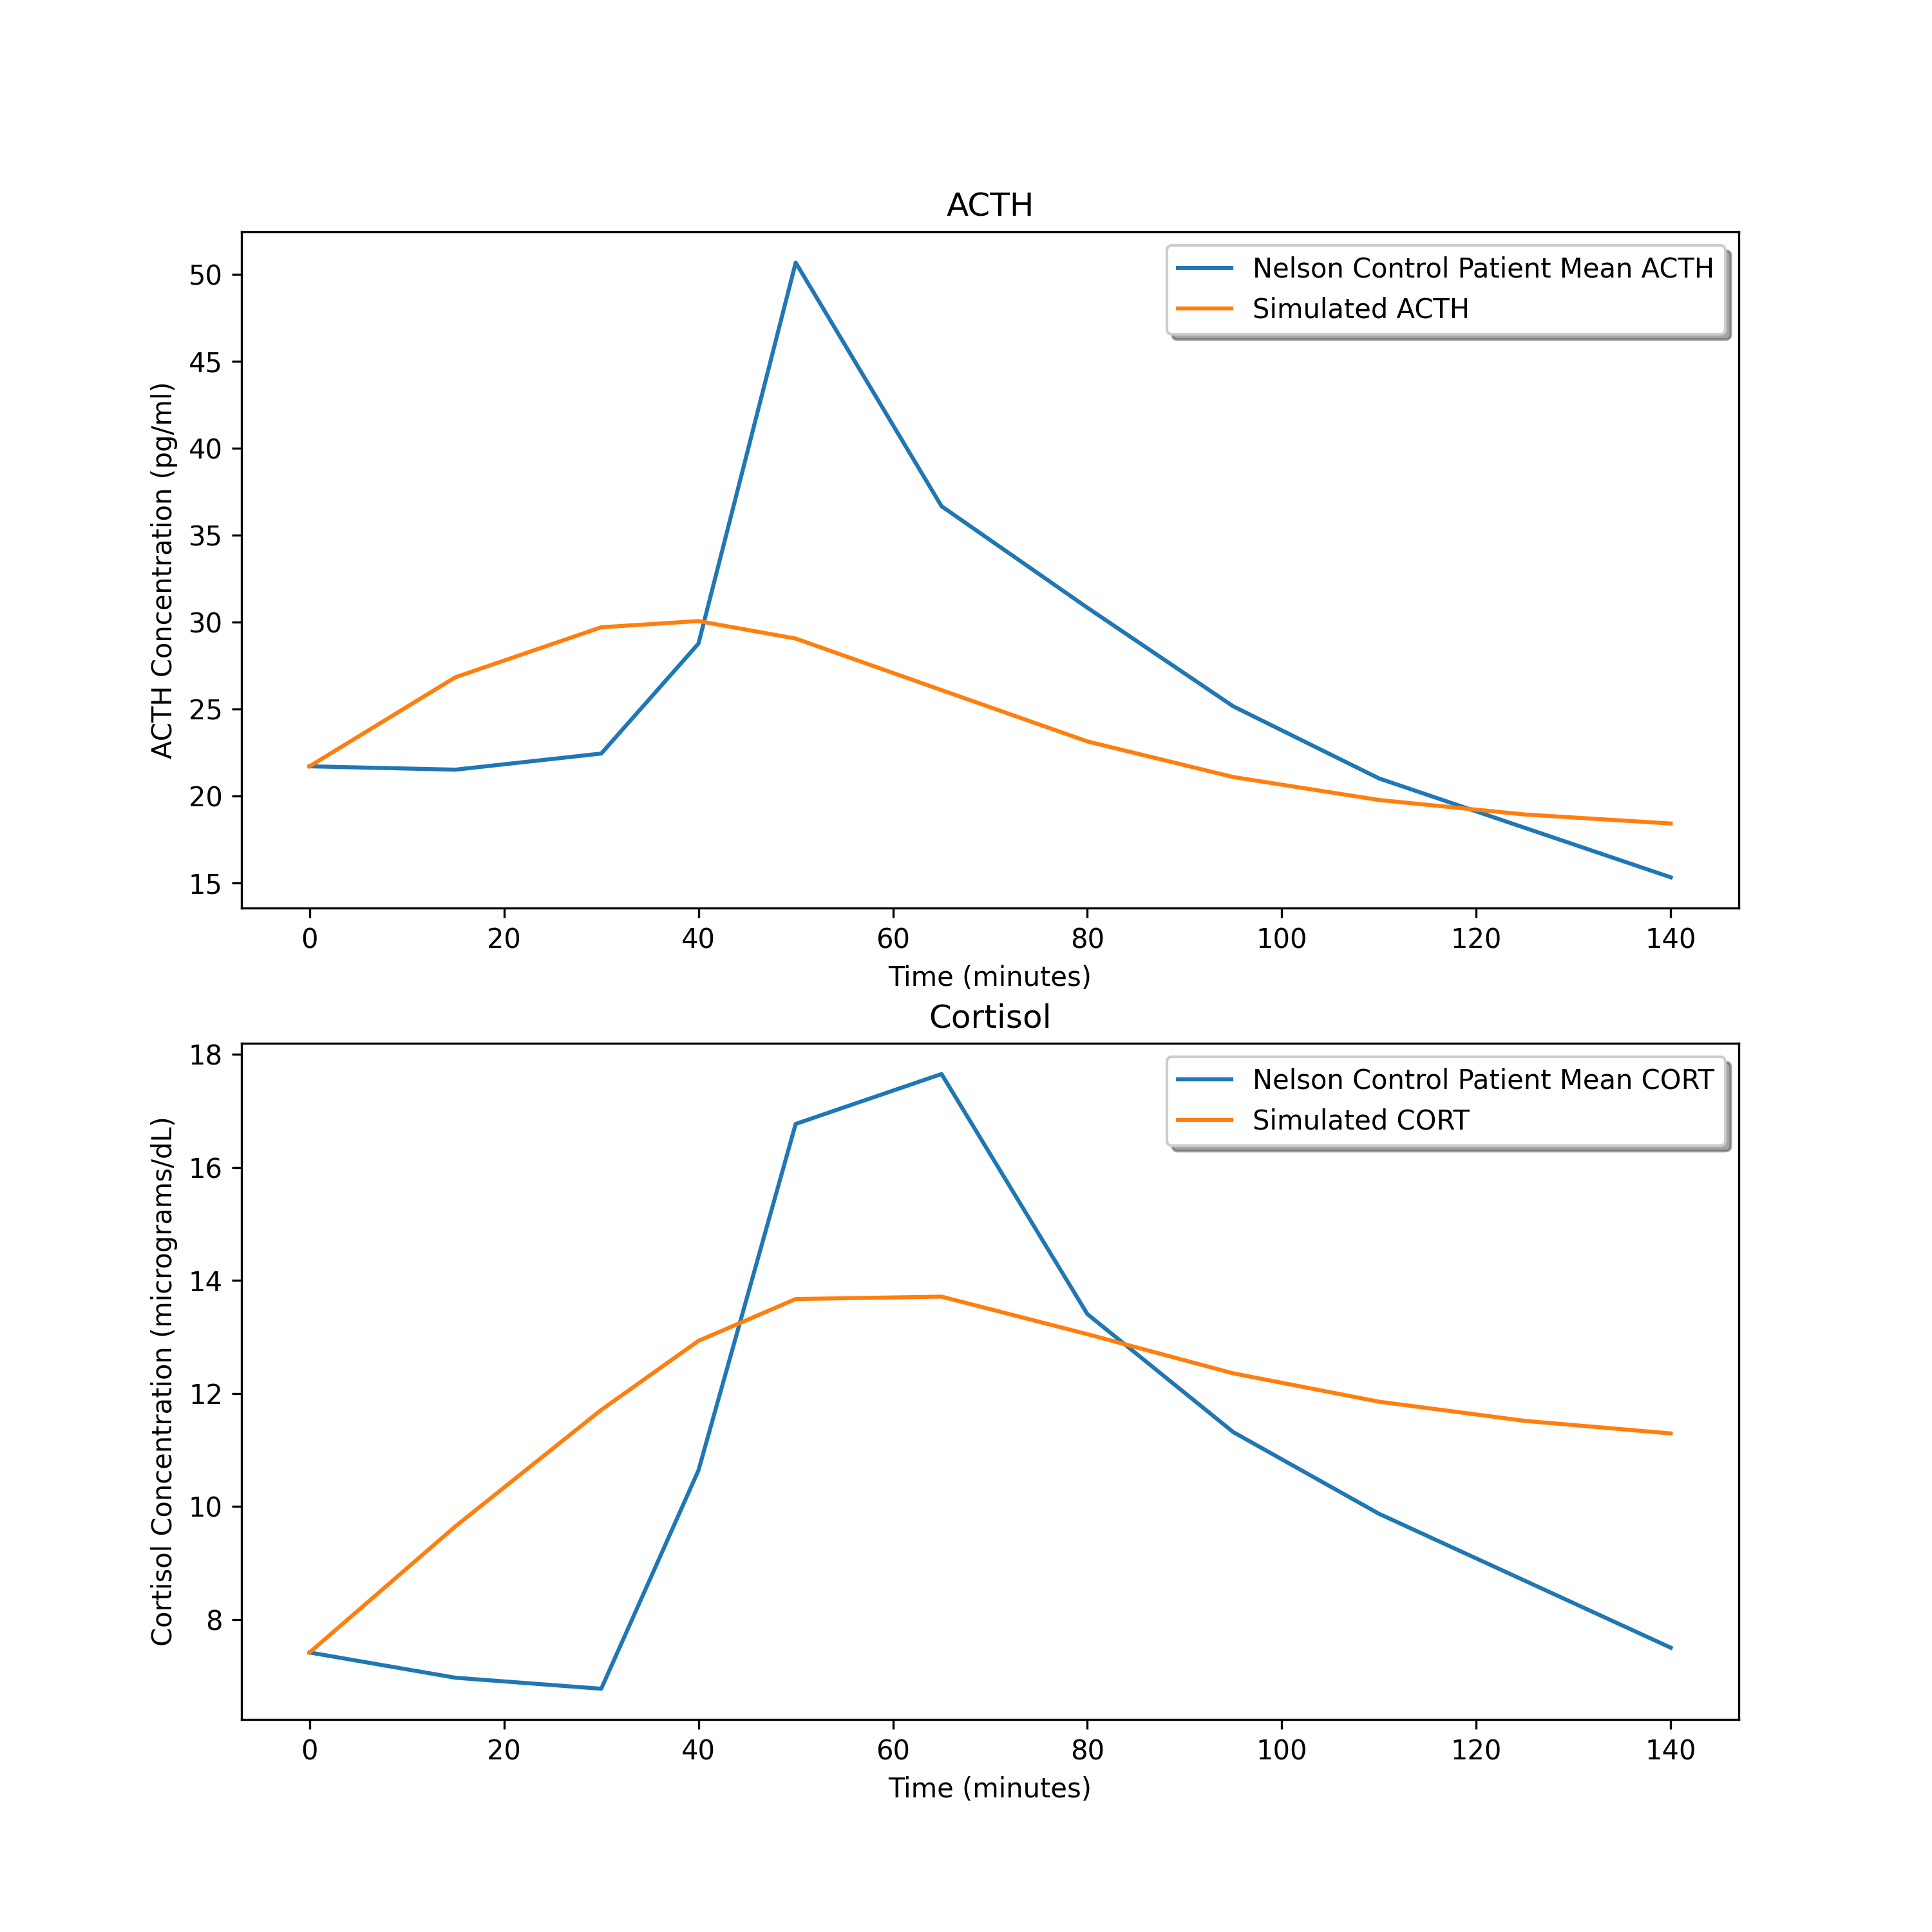 ACTH
Nelson Control Patient Mean ACTH
Simulated ACTH
ACTH Concentration (pg/ml)
50
45
40
35
30
25
20
15
0 20 40 60 80 100 120 140
Time (minutes)
Cortisol
Nelson Control Patient Mean CORT
Simulated CORT
Cortisol Concentration (micrograms/dL)
18
16
14
12
10
8
0 20 40 60 80 100 120 140
Time (minutes)